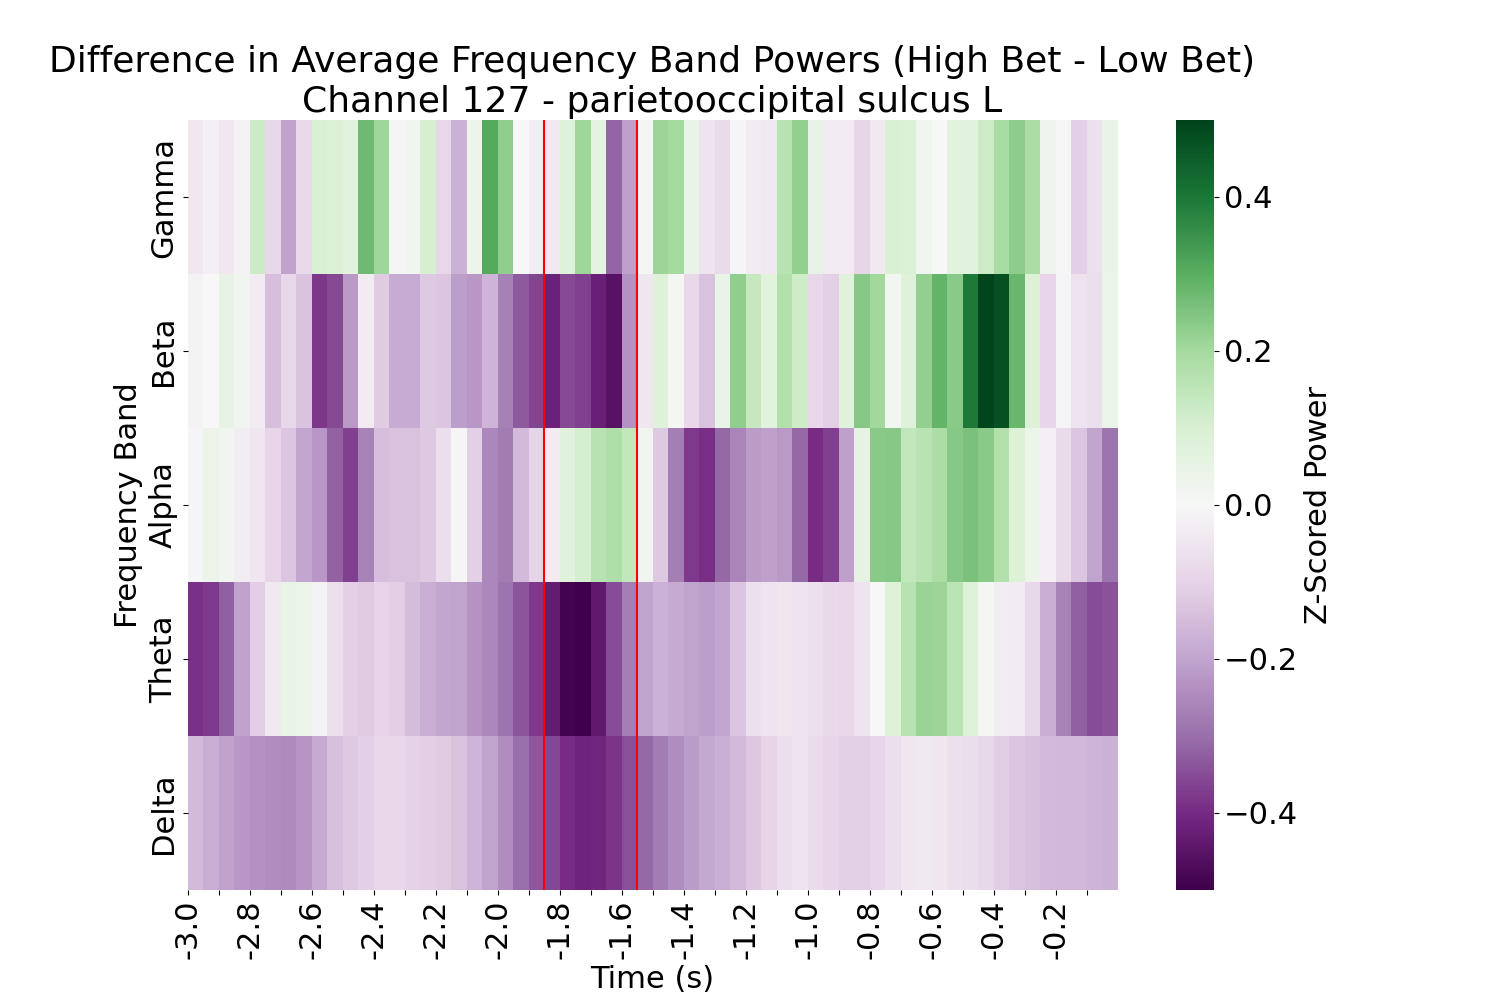 Difference in Average Frequency Band Powers (High Bet - Low Bet)
Channel 127 - parietooccipital sulcus L
Frequency Band
Gamma
Beta
Alpha
Theta
Delta
-3.0 -2.8 -2.6 -2.4 -2.2 -2.0 -1.8 -1.6 -1.4 -1.2 -1.0 -0.8 -0.6 -0.4 -0.2
Time (s)
0.4
0.2
0.0
−0.2
−0.4
Z-Scored Power